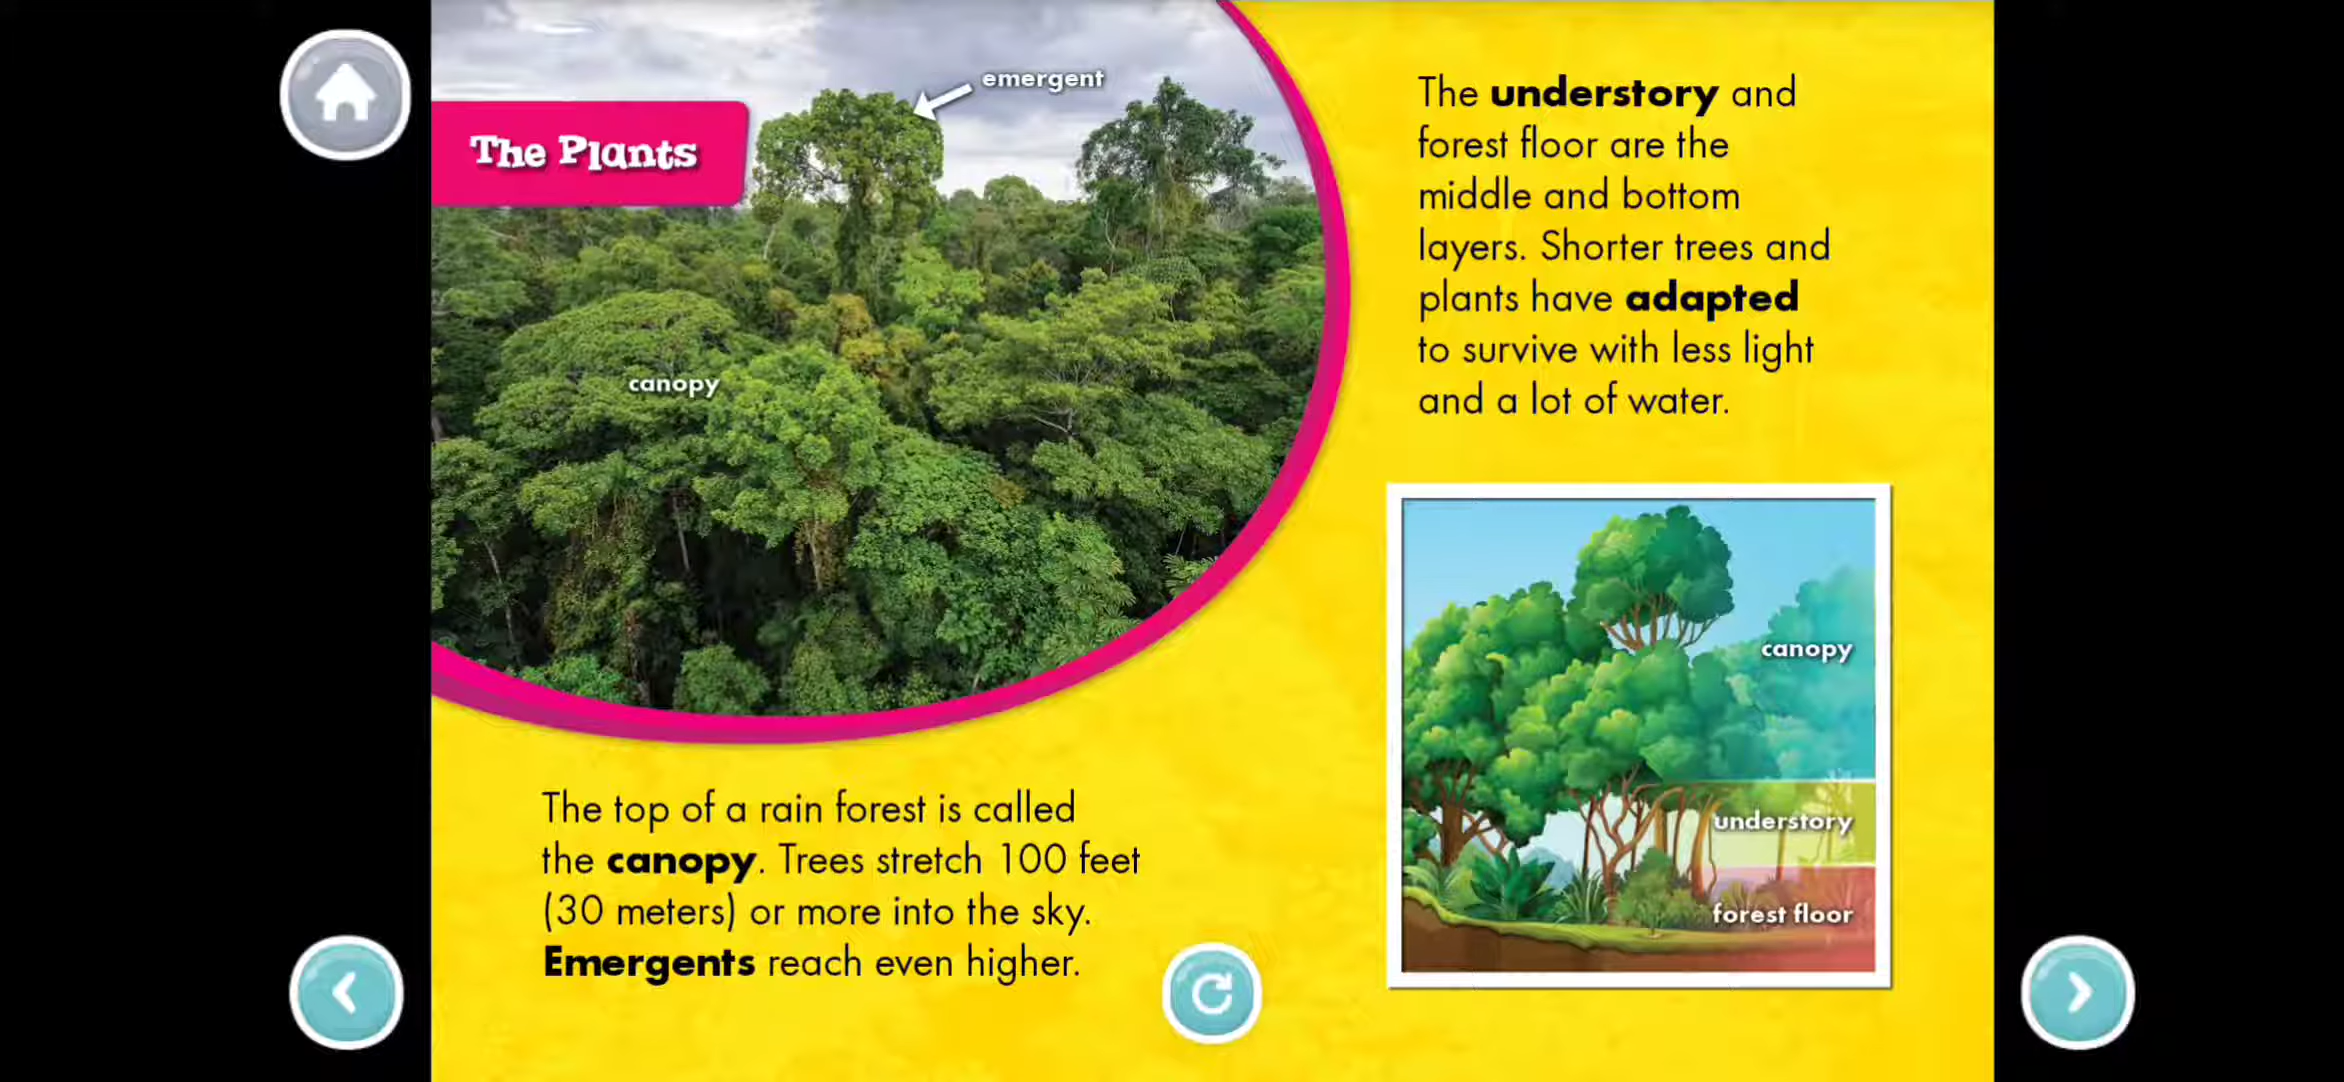 The Plants
emergent
canopy
The top of a rain forest is called
the canopy. Trees stretch 100 feet
(30 meters) or more into the sky.
Emergents reach even higher.
The understory and
forest floor are the
middle and bottom
layers. Shorter trees and
plants have adapted
to survive with less light
and a lot of water.
canopy
understory
forest floor